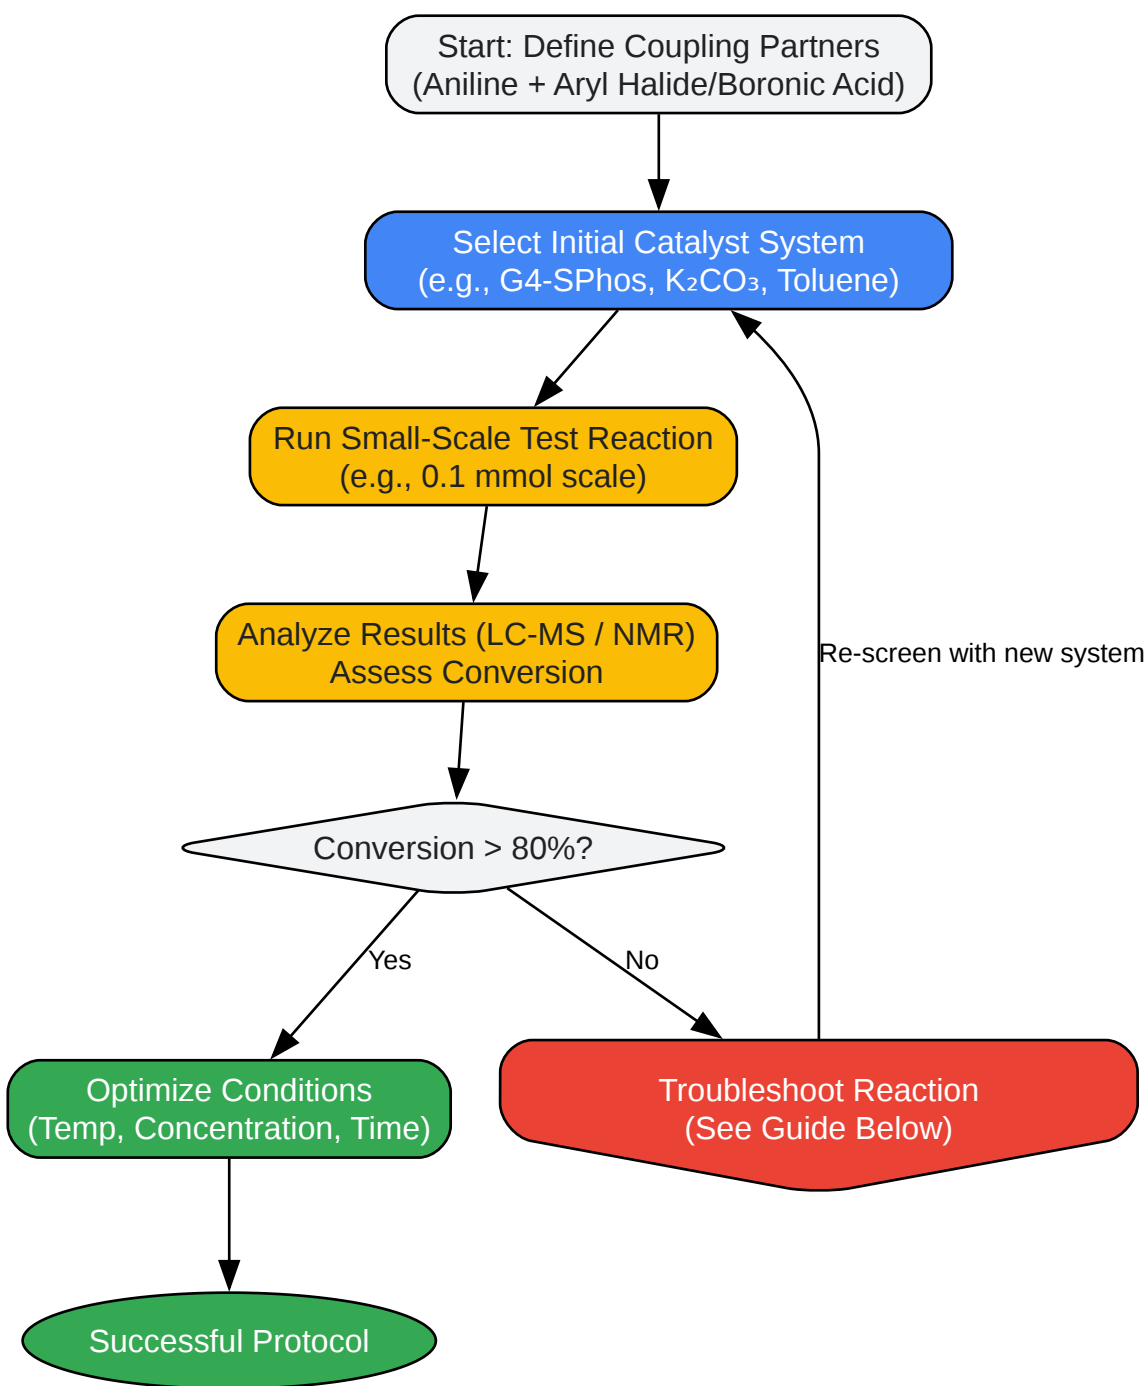 Start: Define Coupling Partners
(Aniline + Aryl Halide/Boronic Acid)
Select Initial Catalyst System
(e.g., G4-SPhos, K₂CO₃, Toluene)
Run Small-Scale Test Reaction
(e.g., 0.1 mmol scale)
Analyze Results (LC-MS / NMR)
Assess Conversion
Re-screen with new system
Conversion > 80%?
Yes
No
Optimize Conditions
(Temp, Concentration, Time)
Troubleshoot Reaction
(See Guide Below)
Successful Protocol